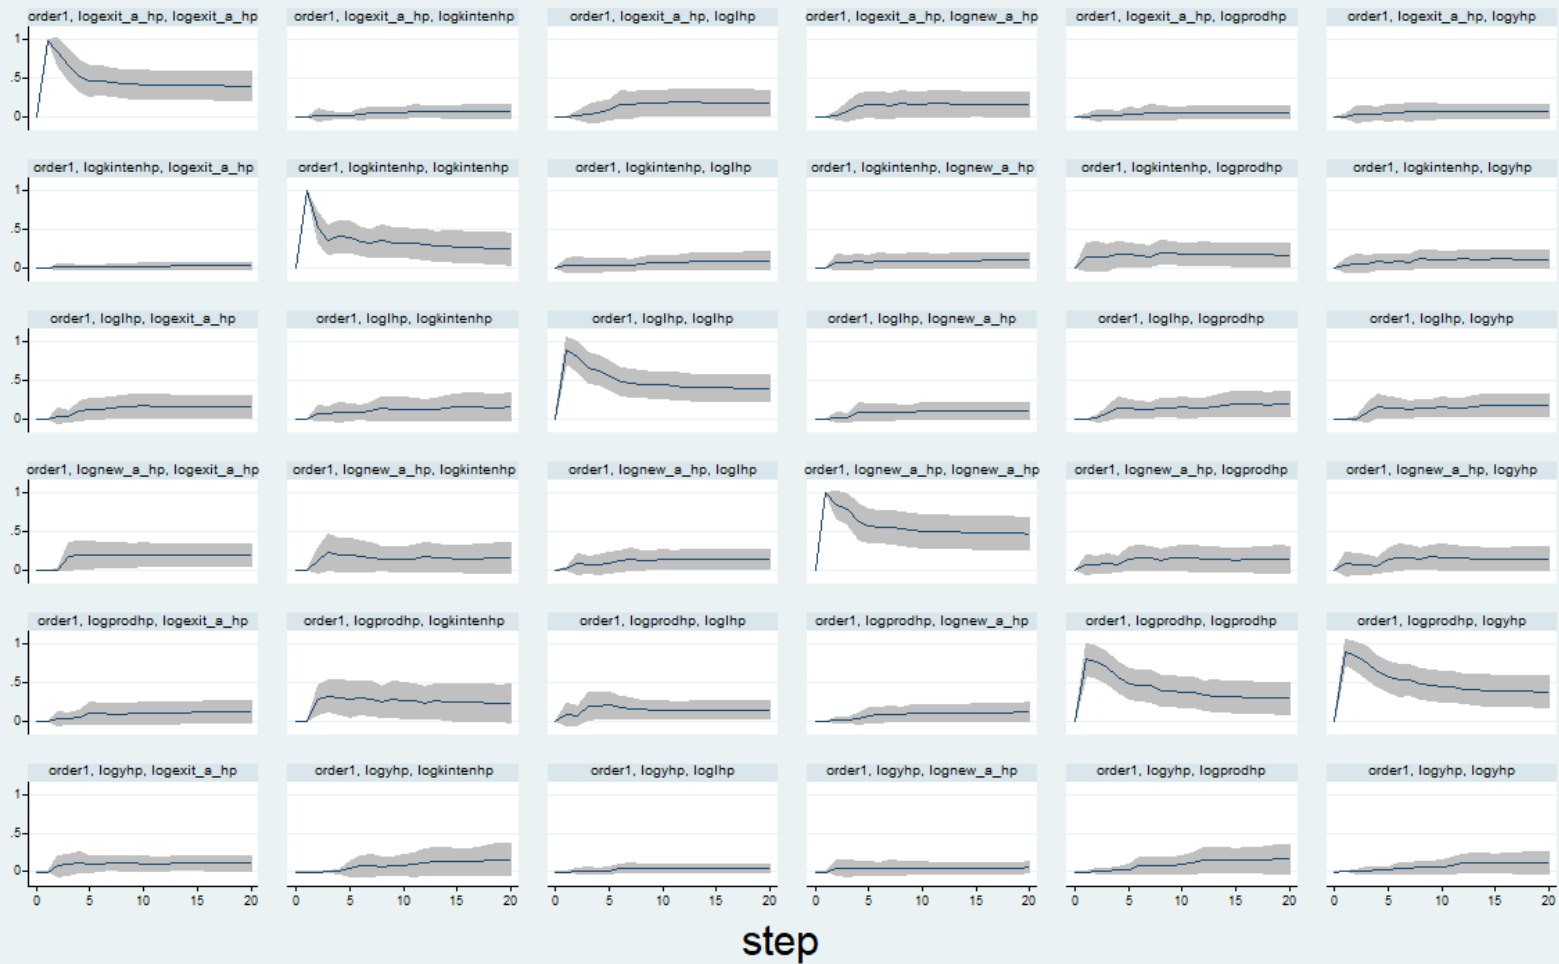 order1, logexit_a_hp, logexit_a_hp order1, logexit_a_hp, logkintenhp order1, logexit_a_hp, loglhp order1, logexit_a_hp, lognew_a_hp order1, logexit_a_hp, logprodhp order1, logexit_a_hp, logyhp
1
.5
0
order1, logkintenhp, logexit_a_hp order1, logkintenhp, logkintenhp order1, logkintenhp, loglhp order1, logkintenhp, lognew_a_hp order1, logkintenhp, logprodhp order1, logkintenhp, logyhp
1
.5
0
order1, loglhp, logexit_a_hp order1, loglhp, logkintenhp order1, loglhp, loglhp order1, loglhp, lognew_a_hp order1, loglhp, logprodhp order1, loglhp, logyhp
1
.5
0
order1, lognew_a_hp, logexit_a_hp order1, lognew_a_hp, logkintenhp order1, lognew_a_hp, loglhp order1, lognew_a_hp, lognew_a_hp order1, lognew_a_hp, logprodhp order1, lognew_a_hp, logyhp
1
.5
0
order1, logprodhp, logexit_a_hp order1, logprodhp, logkintenhp order1, logprodhp, loglhp order1, logprodhp, lognew_a_hp order1, logprodhp, logprodhp order1, logprodhp, logyhp
1
.5
0
order1, logyhp, logexit_a_hp order1, logyhp, logkintenhp order1, logyhp, loglhp order1, logyhp, lognew_a_hp order1, logyhp, logprodhp order1, logyhp, logyhp
1
.5
0
0 5 10 15 20 0 5 10 15 20 0 5 10 15 20 0 5 10 15 20 0 5 10 15 20 0 5 10 15 20
step